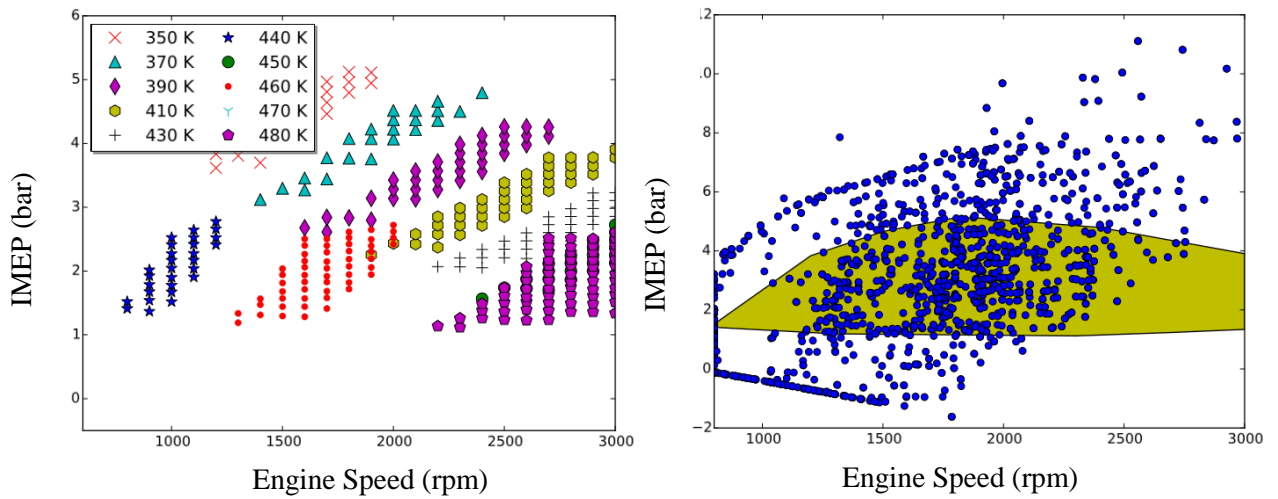 6
5
4
3
2
1
0
350 K
370 K
390 K
410 K
430 K
440 K
450 K
460 K
470 K
480 K
1000
1500
2000
2500
3000
IMEP (bar)
Engine Speed (rpm)
12
.0
8
6
4
2
0
−2
1000
1500
2000
2500
3000
IMEP (bar)
Engine Speed (rpm)